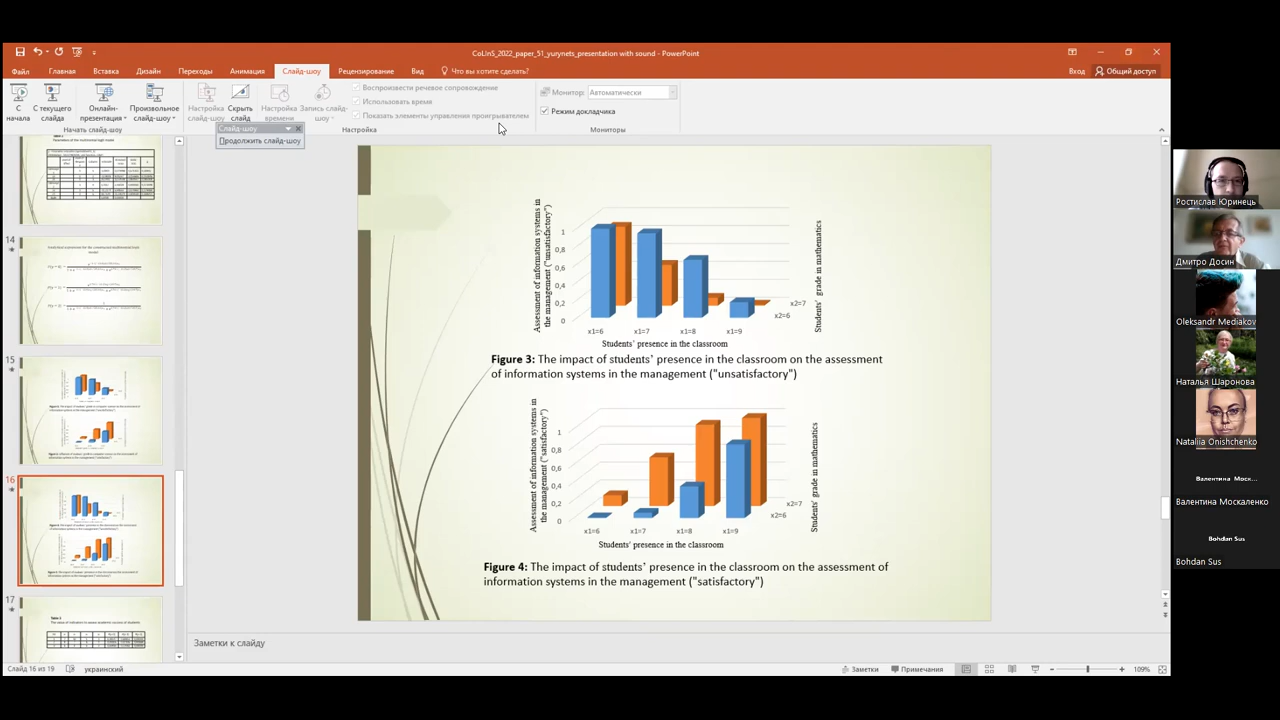 CoLInS_2022_paper_51_yurynets_presentation with sound - PowerPoint
Файл Главная Вставка Дизайн Переходы Анимация Слайд-шоу Рецензирование Вид Что вы хотите сделать? Вход Общий доступ
С начала
С текущего слайда
Онлайн-презентация
Произвольное слайд-шоу
Начать слайд-шоу
Настройка слайд-шоу
Скрыть слайд
Настройка времени
Запись слайд-шоу
Воспроизвести речевое сопровождение
Использовать время
Показать элементы управления проигрывателем
Настройка
Монитор: Автоматически
Режим докладчика
Мониторы
Слайд-шоу
Продолжить слайд-шоу
14
15
16
17
Assessment of information systems in
the management ("unsatisfactory")
1
0,8
0,6
0,4
0,2
0
x1=6 x1=7 x1=8 x1=9
x2=7
x2=6
Students' grade in mathematics
Students' presence in the classroom
Figure 3: The impact of students' presence in the classroom on the assessment
of information systems in the management ("unsatisfactory")
Assessment of information systems in
the management ("satisfactory")
1
0,8
0,6
0,4
0,2
0
x1=6 x1=7 x1=8 x1=9
x2=7
x2=6
Students' grade in mathematics
Students' presence in the classroom
Figure 4: The impact of students' presence in the classroom on the assessment of
information systems in the management ("satisfactory")
Заметки к слайду
Слайд 16 из 19 украинский Заметки Примечания 109%
Ростислав Юринець
Дмитро Досин
Oleksandr Mediakov
Наталья Шаронова
Nataliia Onishchenko
Валентина Моск...
Валентина Москаленко
Bohdan Sus
Bohdan Sus